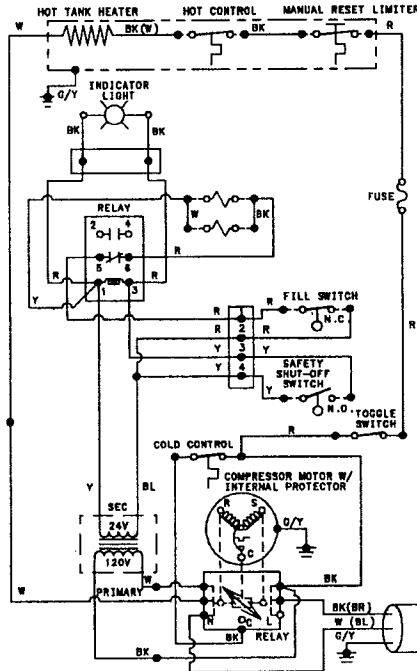 HOT TANK HEATER HOT CONTROL MANUAL RESET LIMITER
W BK(W) BK R
G/Y
INDICATOR
LIGHT
BK BK
FUSE
W BK
RELAY
2 4
R
5 6
R R
1 3
Y
R
1 R FILL SWITCH
R 2 R N.C.
Y 3 Y SAFETY
SHUT-OFF
SWITCH
Y 4 Y N.O.
TOGGLE
SWITCH
R
COLD CONTROL
COMPRESSOR MOTOR W/
INTERNAL PROTECTOR
Y BL
SEC
24V
120V
PRIMARY
R S
G/Y
C
W
BK
W
R C L
BK RELAY
BK(BR)
W (BL)
G/Y
BK